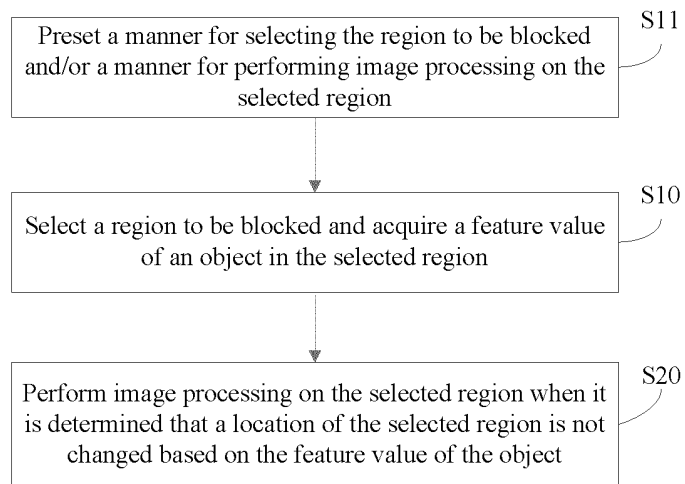 S11
Preset a manner for selecting the region to be blocked
and/or a manner for performing image processing on the
selected region
S10
Select a region to be blocked and acquire a feature value
of an object in the selected region
S20
Perform image processing on the selected region when it
is determined that a location of the selected region is not
changed based on the feature value of the object